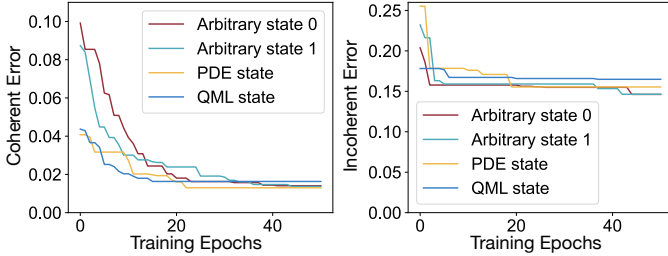 Coherent Error
0.10
0.08
0.06
0.04
0.02
0.00
Arbitrary state 0
Arbitrary state 1
PDE state
QML state
0
20
40
Training Epochs
Incoherent Error
0.25
0.20
0.15
0.10
0.05
0.00
Arbitrary state 0
Arbitrary state 1
PDE state
QML state
0
20
40
Training Epochs